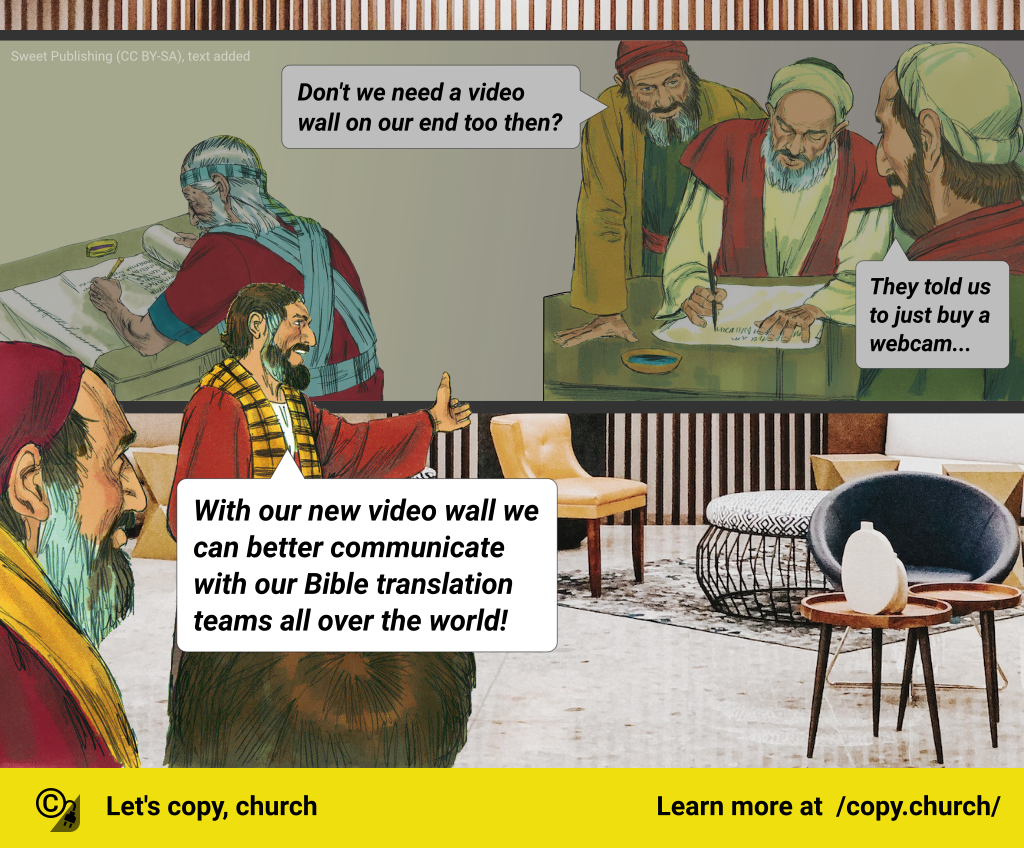 Sweet Publishing (CC BY-SA), text added
Don't we need a video
wall on our end too then?
They told us
to just buy a
webcam...
With our new video wall we
can better communicate
with our Bible translation
teams all over the world!
© Let's copy, church
Learn more at /copy.church/